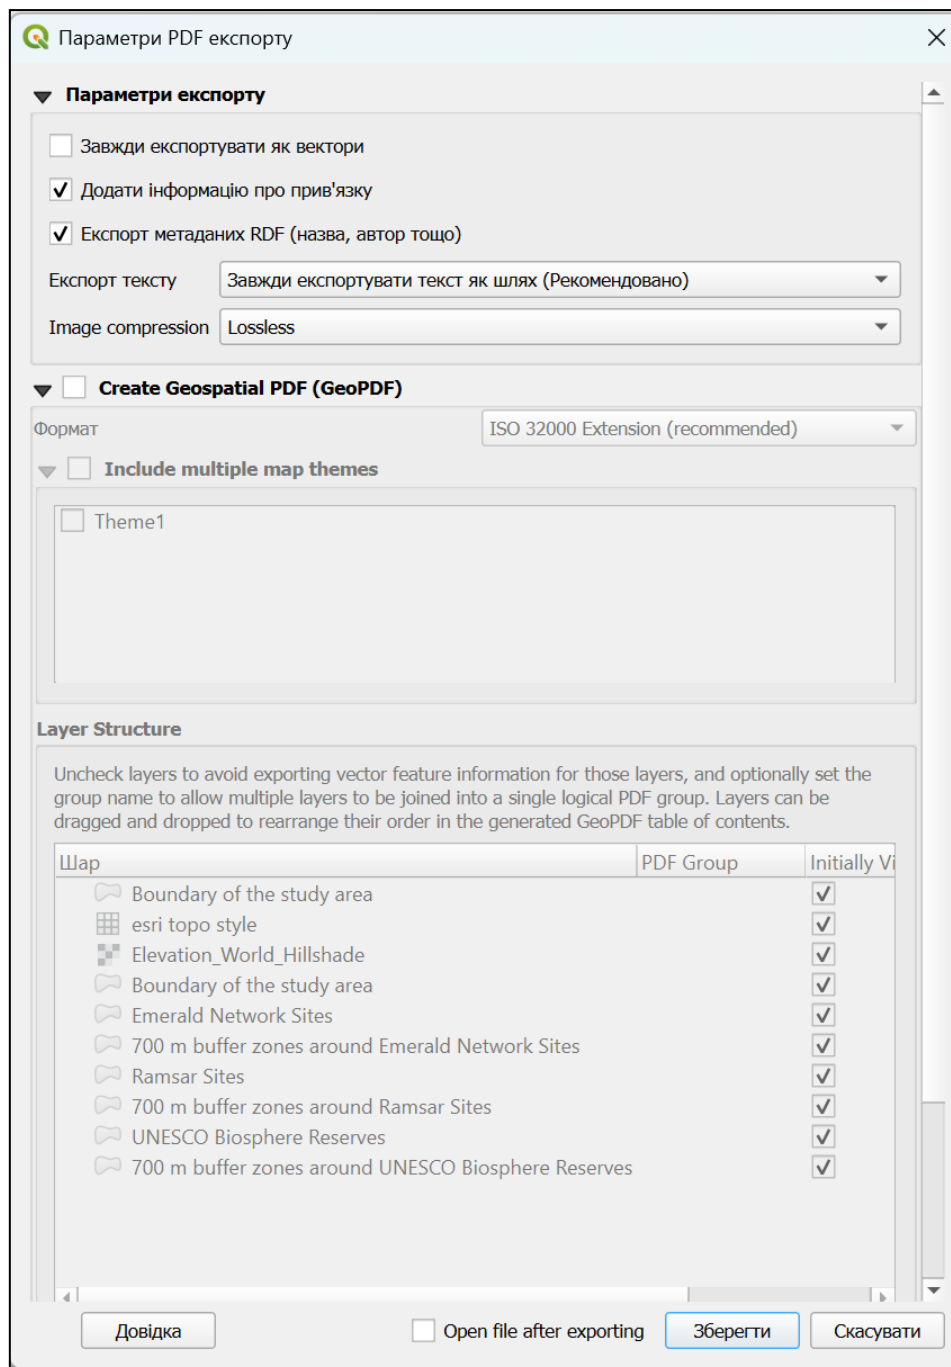 Параметри PDF експорту
Параметри експорту
Завжди експортувати як вектори
Додати інформацію про прив'язку
Експорт метаданих RDF (назва, автор тощо)
Експорт тексту Завжди експортувати текст як шлях (Рекомендовано)
Image compression Lossless
Create Geospatial PDF (GeoPDF)
Формат ISO 32000 Extension (recommended)
Include multiple map themes
Theme1
Layer Structure
Uncheck layers to avoid exporting vector feature information for those layers, and optionally set the
group name to allow multiple layers to be joined into a single logical PDF group. Layers can be
dragged and dropped to rearrange their order in the generated GeoPDF table of contents.
Шар PDF Group Initially Vi
Boundary of the study area
esri topo style
Elevation_World_Hillshade
Boundary of the study area
Emerald Network Sites
700 m buffer zones around Emerald Network Sites
Ramsar Sites
700 m buffer zones around Ramsar Sites
UNESCO Biosphere Reserves
700 m buffer zones around UNESCO Biosphere Reserves
Довідка Open file after exporting Зберегти Скасувати